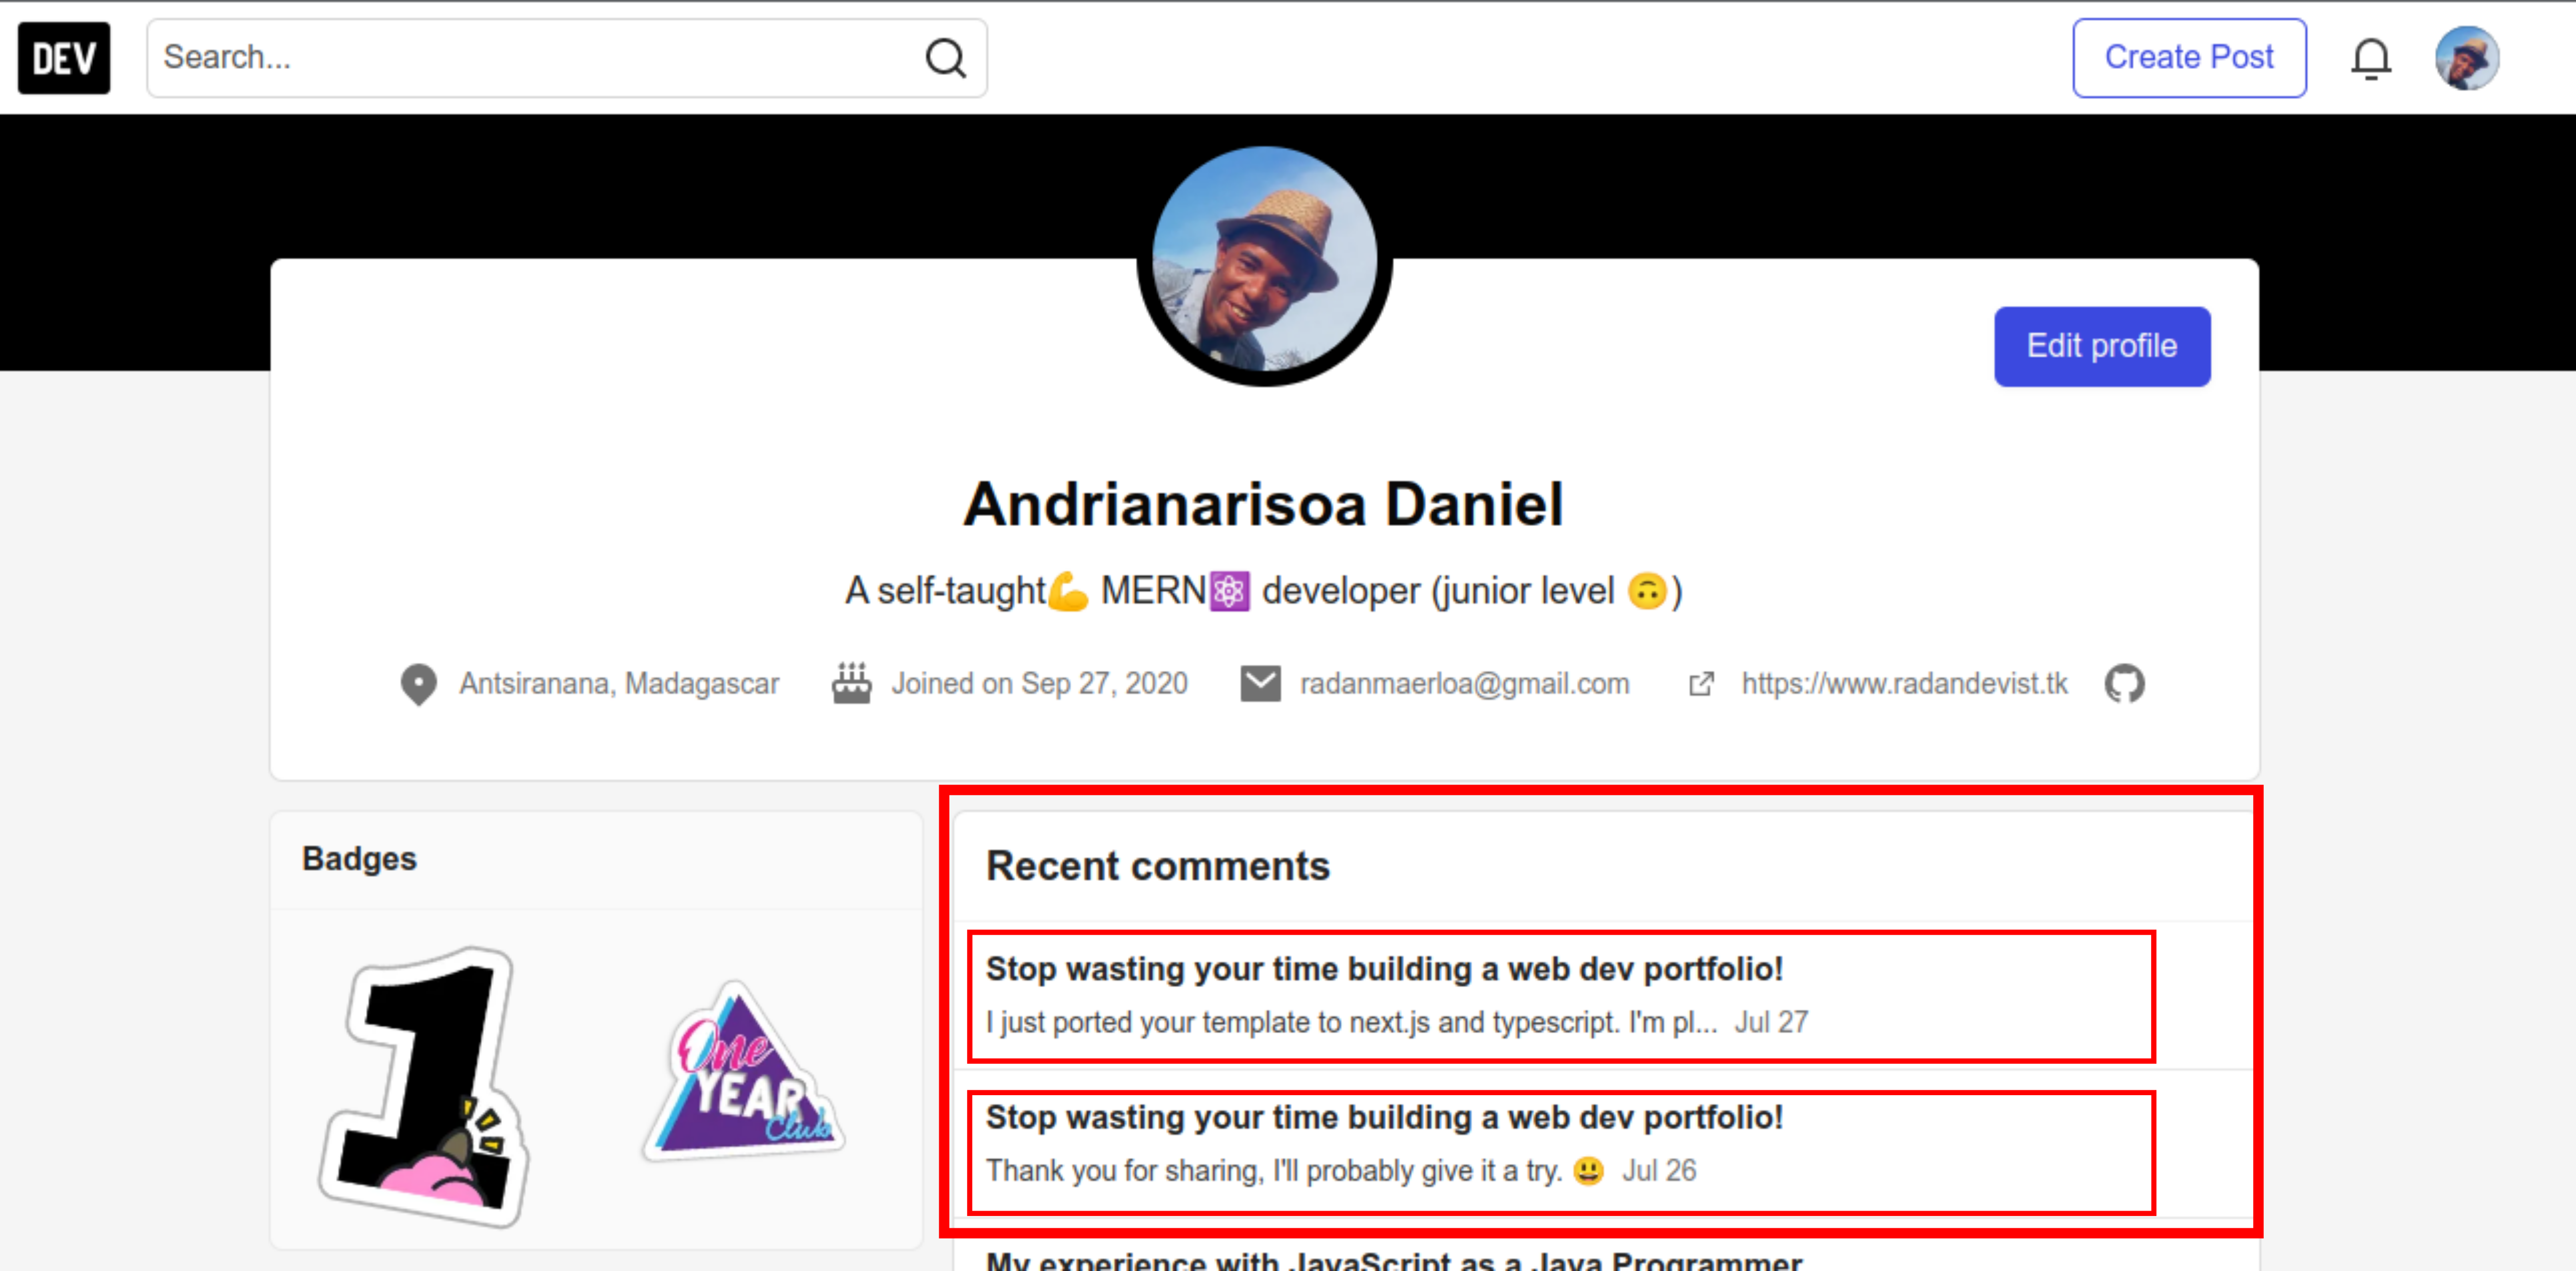 DEV
Search...
Create Post
Edit profile
Andrianarisoa Daniel
A self-taught💪 MERN⚛️ developer (junior level 🙃)
Antsiranana, Madagascar
Joined on Sep 27, 2020
radanmaerloa@gmail.com
https://www.radandevist.tk
Badges
1
One
YEAR
Club
Recent comments
Stop wasting your time building a web dev portfolio!
I just ported your template to next.js and typescript. I'm pl... Jul 27
Stop wasting your time building a web dev portfolio!
Thank you for sharing, I'll probably give it a try. 😃 Jul 26
My experience with JavaScript as a Java Programmer